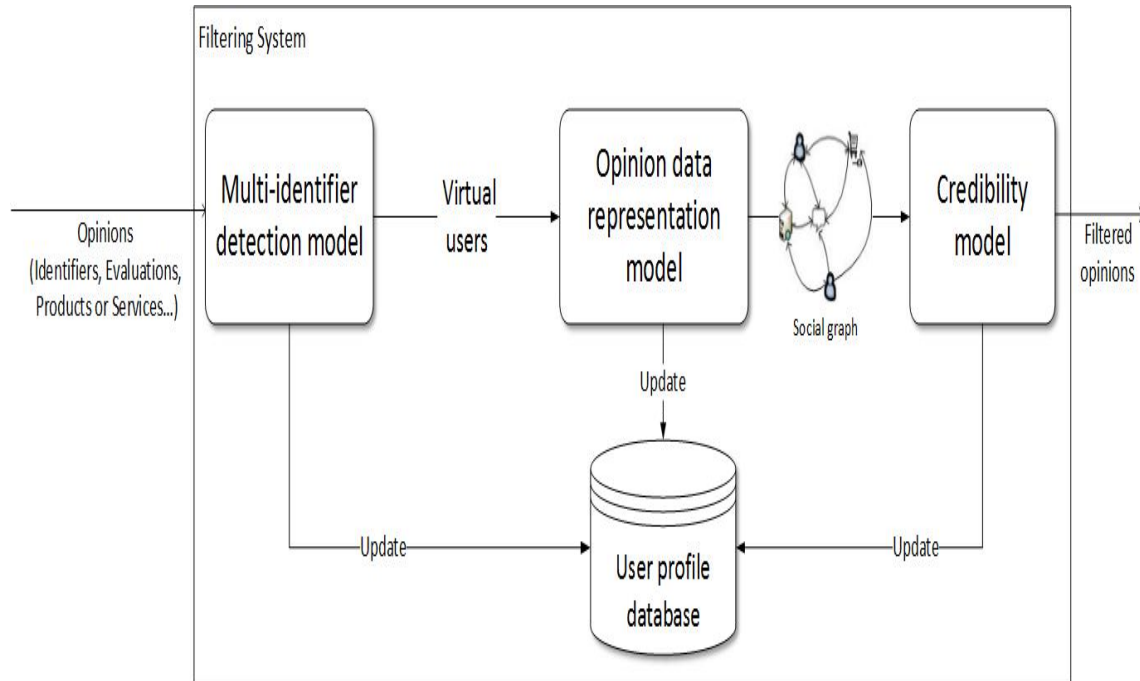 Filtering System
Multi-identifier
detection model
Virtual
users
Opinion data
representation
model
Credibility
model
Opinions
(Identifiers, Evaluations,
Products or Services...)
Filtered
opinions
Social graph
Update
Update
Update
User profile
database